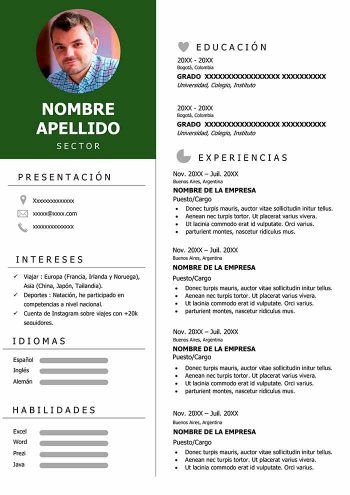 NOMBRE
APELLIDO
SECTOR
PRESENTACIÓN
Xxxxxxxxxxxxx
xxxxx@xxxx.com
xxxxxxxxxxxxx
INTERESES
✓ Viajar : Europa (Francia, Irlanda y Noruega),
Asia (China, Japón, Tailandia).
✓ Deportes : Natación, he participado en
competencias a nivel nacional.
✓ Cuenta de Instagram sobre viajes con +20k
seguidores.
IDIOMAS
Español
Inglés
Alemán
HABILIDADES
Excel
Word
Prezi
Java
EDUCACIÓN
20XX - 20XX
Bogotá, Colombia
GRADO XXXXXXXXXXXXXXXXX XXXXXXXXXX
Universidad, Colegio, Instituto
20XX - 20XX
Bogotá, Colombia
GRADO XXXXXXXXXXXXXXXXX XXXXXXXXXX
Universidad, Colegio, Instituto
EXPERIENCIAS
Nov. 20XX – Juil. 20XX
Buenos Aires, Argentina
NOMBRE DE LA EMPRESA
Puesto/Cargo
• Donec turpis mauris, auctor vitae sollicitudin initur tellus.
• Aenean nec turpis tortor. Ut placerat varius vivera.
• Ut lacinia commodo erat id cursus. Orci varius.
• parturient montes, nascetur ridiculus mus.
Nov. 20XX – Juil. 20XX
Buenos Aires, Argentina
NOMBRE DE LA EMPRESA
Puesto/Cargo
• Donec turpis mauris, auctor vitae sollicitudin initur tellus.
• Aenean nec turpis tortor. Ut placerat varius vivera.
• Ut lacinia commodo erat id cursus. Orci varius.
• parturient montes, nascetur ridiculus mus.
Nov. 20XX – Juil. 20XX
Buenos Aires, Argentina
NOMBRE DE LA EMPRESA
Puesto/Cargo
• Donec turpis mauris, auctor vitae sollicitudin initur tellus.
• Aenean nec turpis tortor. Ut placerat varius vivera.
• Ut lacinia commodo erat id cursus. Orci varius.
• parturient montes, nascetur ridiculus mus.
Nov. 20XX – Juil. 20XX
Buenos Aires, Argentina
NOMBRE DE LA EMPRESA
Puesto/Cargo
• Donec turpis mauris, auctor vitae sollicitudin initur tellus.
• Aenean nec turpis tortor. Ut placerat varius vivera.
• Ut lacinia commodo erat id cursus. Orci varius.
• parturient montes, nascetur ridiculus mus.